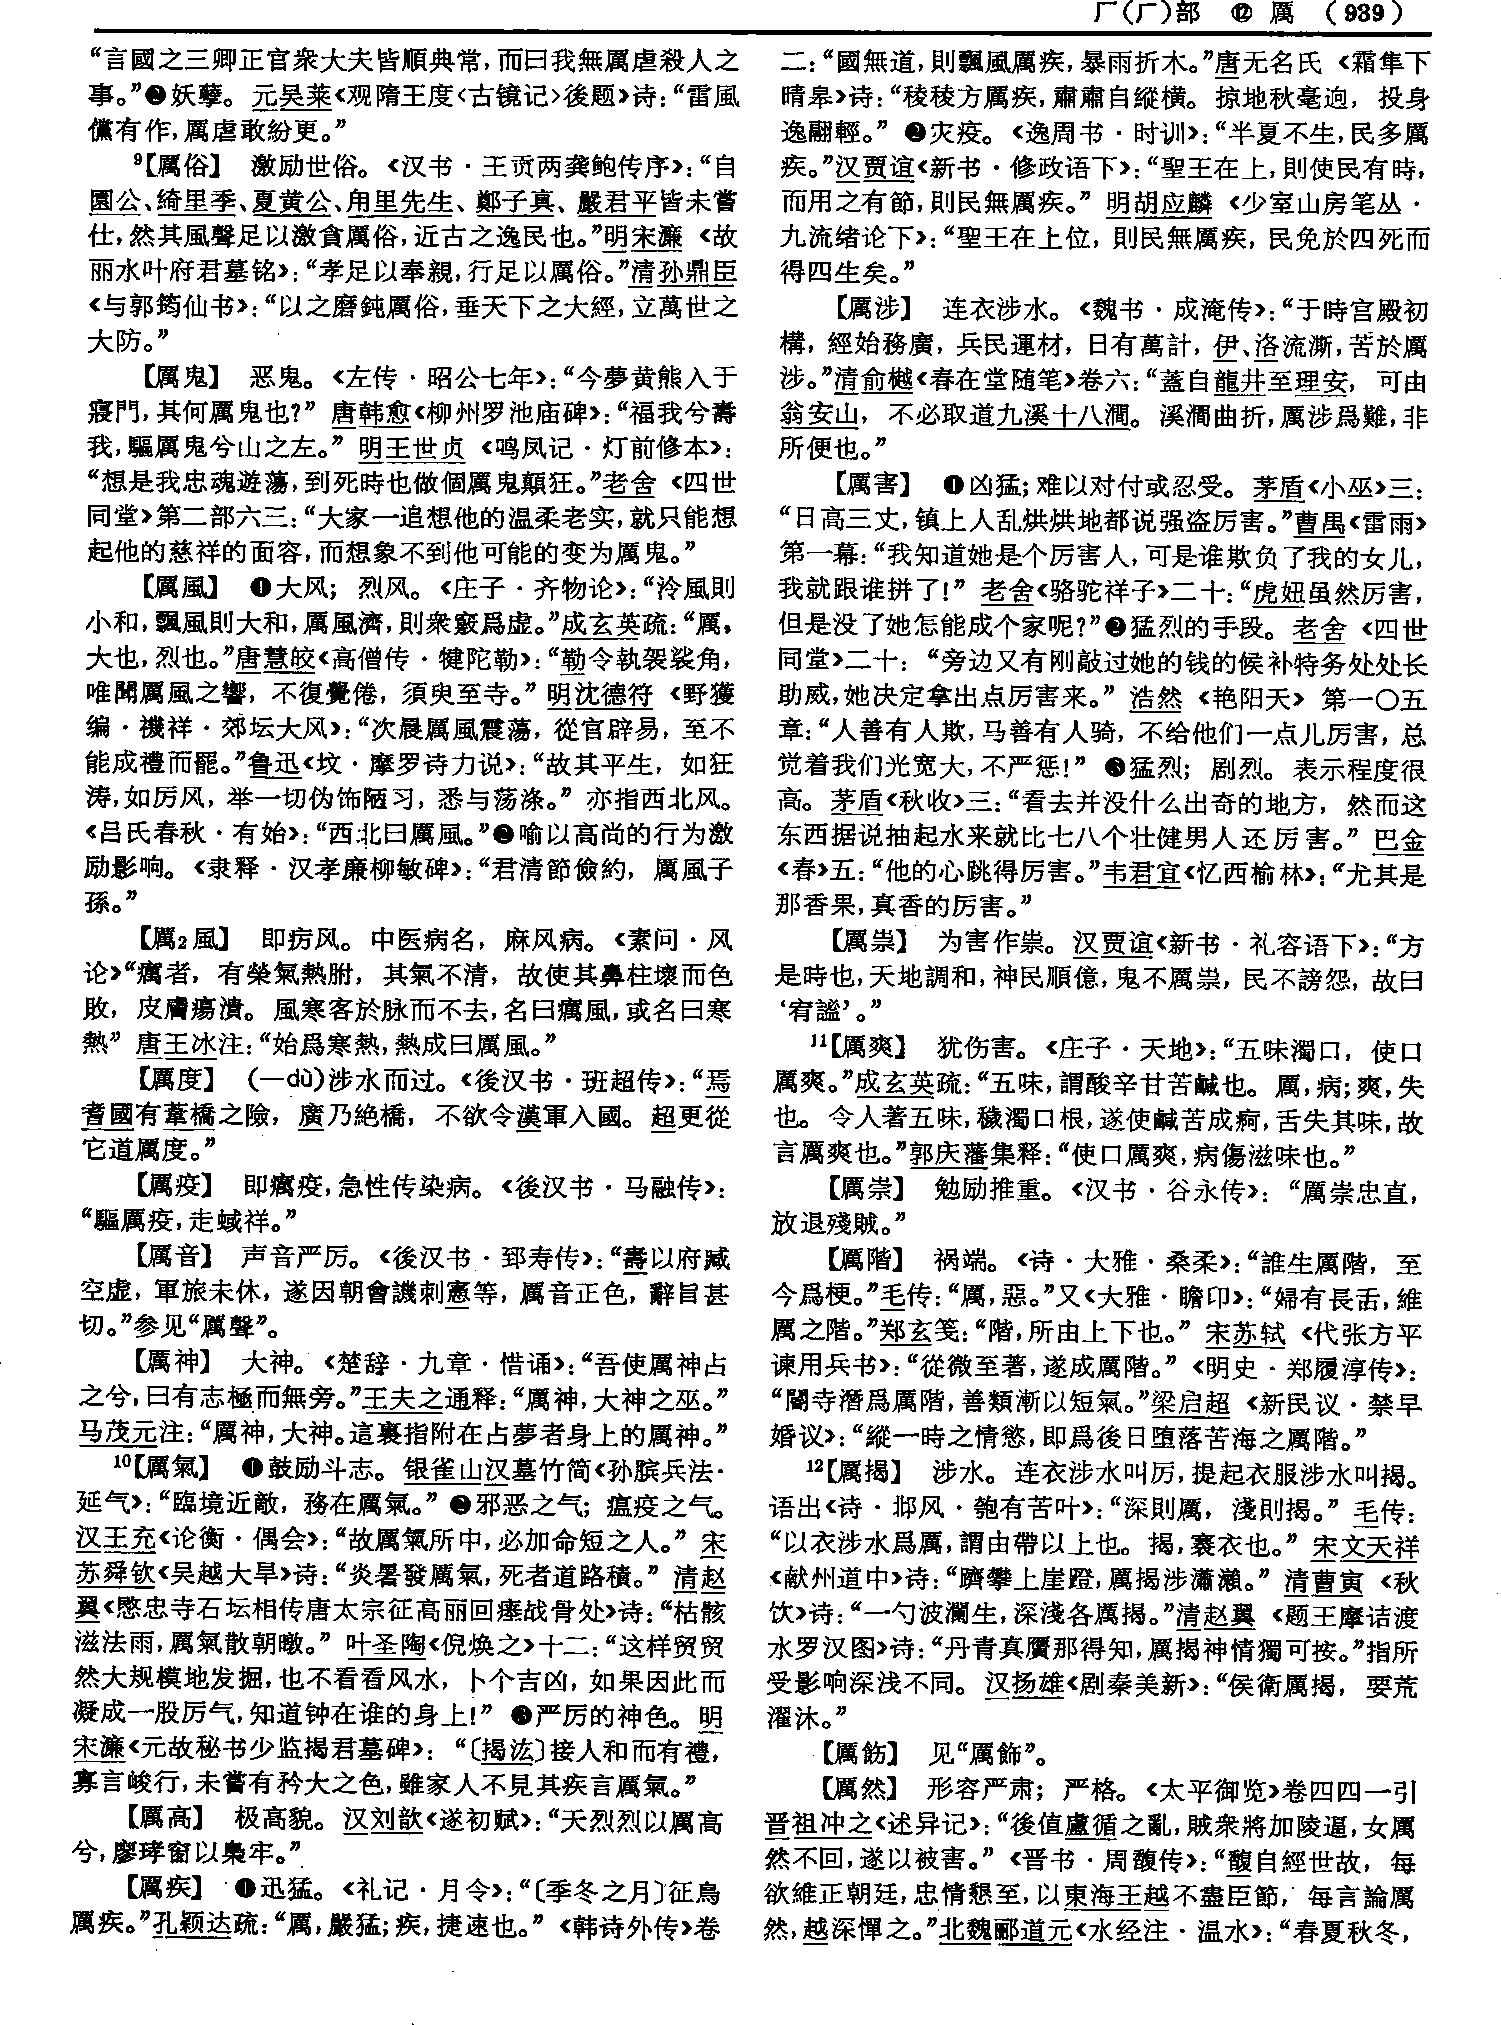 厂(厂)部 ⑫ 厲 (939)
“言國之三卿正官衆大夫皆順典常，而曰我無厲虐殺人之
事。”❷妖孽。 元吴莱《观隋王度〈古镜记〉後题》诗：“雷風
儻有作，厲虐敢紛更。”
9【厲俗】 激励世俗。《汉书·王贡两龚鲍传序》：“自
園公、綺里季、夏黄公、甪里先生、鄭子真、嚴君平皆未嘗
仕，然其風聲足以激貪厲俗，近古之逸民也。”明宋濂《故
丽水叶府君墓铭》：“孝足以奉親，行足以厲俗。”清孙鼎臣
《与郭筠仙书》：“以之磨鈍厲俗，垂天下之大經，立萬世之
大防。”
【厲鬼】 恶鬼。《左传·昭公七年》：“今夢黄熊入于
寢門，其何厲鬼也？” 唐韩愈《柳州罗池庙碑》：“福我兮壽
我，驅厲鬼兮山之左。” 明王世贞《鸣凤记·灯前修本》：
“想是我忠魂遊蕩，到死時也做個厲鬼顛狂。”老舍《四世
同堂》第二部六三：“大家一追想他的温柔老实，就只能想
起他的慈祥的面容，而想象不到他可能的变为厲鬼。”
【厲風】 ❶大风；烈风。《庄子·齐物论》：“泠風則
小和，飄風則大和，厲風濟，則衆竅爲虚。”成玄英疏：“厲，
大也，烈也。”唐慧皎《高僧传·犍陀勒》：“勒令執袈裟角，
唯聞厲風之響，不復覺倦，須臾至寺。” 明沈德符《野獲
编·禨祥·郊坛大风》：“次晨厲風震蕩，從官辟易，至不
能成禮而罷。”鲁迅《坟·摩罗诗力说》：“故其平生，如狂
涛，如厉风，举一切伪饰陋习，悉与荡涤。” 亦指西北风。
《吕氏春秋·有始》：“西北曰厲風。”❷喻以高尚的行为激
励影响。《隶释·汉孝廉柳敏碑》：“君清節儉約，厲風子
孫。”
【厲2風】 即疠风。中医病名，麻风病。《素问·风
论》“癘者，有榮氣熱胕，其氣不清，故使其鼻柱壞而色
敗，皮膚瘍潰。風寒客於脉而不去，名曰癘風，或名曰寒
熱” 唐王冰注：“始爲寒熱，熱成曰厲風。”
【厲度】 (—dù)涉水而过。《後汉书·班超传》：“焉
耆國有葦橋之險，廣乃絶橋，不欲令漢軍入國。超更從
它道厲度。”
【厲疫】 即癘疫，急性传染病。《後汉书·马融传》：
“驅厲疫，走蜮祥。”
【厲音】 声音严厉。《後汉书·郅寿传》：“壽以府臧
空虚，軍旅未休，遂因朝會譏刺憲等，厲音正色，辭旨甚
切。”参见“厲聲”。
【厲神】 大神。《楚辞·九章·惜诵》：“吾使厲神占
之兮，曰有志極而無旁。”王夫之通释：“厲神，大神之巫。”
马茂元注：“厲神，大神。這裏指附在占夢者身上的厲神。”
10【厲氣】 ❶鼓励斗志。银雀山汉墓竹简《孙膑兵法·
延气》：“臨境近敵，務在厲氣。” ❷邪恶之气；瘟疫之气。
汉王充《论衡·偶会》：“故厲氣所中，必加命短之人。” 宋
苏舜钦《吴越大旱》诗：“炎暑發厲氣，死者道路積。” 清赵
翼《愍忠寺石坛相传唐太宗征高丽回瘗战骨处》诗：“枯骸
滋法雨，厲氣散朝暾。” 叶圣陶《倪焕之》十二：“这样贸贸
然大规模地发掘，也不看看风水，卜个吉凶，如果因此而
凝成一股厉气，知道钟在谁的身上！” ❸严厉的神色。明
宋濂《元故秘书少监揭君墓碑》：“〔揭汯〕接人和而有禮，
寡言峻行，未嘗有矜大之色，雖家人不見其疾言厲氣。”
【厲高】 极高貌。汉刘歆《遂初赋》：“天烈烈以厲高
兮，廖㻔窗以梟牢。”
【厲疾】 ❶迅猛。《礼记·月令》：“〔季冬之月〕征鳥
厲疾。”孔颖达疏：“厲，嚴猛；疾，捷速也。”《韩诗外传》卷
二：“國無道，則飄風厲疾，暴雨折木。”唐无名氏《霜隼下
晴皋》诗：“稜稜方厲疾，肅肅自縱横。掠地秋毫迥，投身
逸翮輕。” ❷灾疫。《逸周书·时训》：“半夏不生，民多厲
疾。”汉贾谊《新书·修政语下》：“聖王在上，則使民有時，
而用之有節，則民無厲疾。” 明胡应麟《少室山房笔丛·
九流绪论下》：“聖王在上位，則民無厲疾，民免於四死而
得四生矣。”
【厲涉】 连衣涉水。《魏书·成淹传》：“于時宫殿初
構，經始務廣，兵民運材，日有萬計，伊、洛流澌，苦於厲
涉。”清俞樾《春在堂随笔》卷六：“蓋自龍井至理安，可由
翁安山，不必取道九溪十八澗。溪澗曲折，厲涉爲難，非
所便也。”
【厲害】 ❶凶猛；难以对付或忍受。茅盾《小巫》三：
“日高三丈，镇上人乱烘烘地都说强盗厉害。”曹禺《雷雨》
第一幕：“我知道她是个厉害人，可是谁欺负了我的女儿，
我就跟谁拼了！” 老舍《骆驼祥子》二十：“虎妞虽然厉害，
但是没了她怎能成个家呢？”❷猛烈的手段。老舍《四世
同堂》二十：“旁边又有刚敲过她的钱的候补特务处处长
助威，她决定拿出点厉害来。” 浩然《艳阳天》第一〇五
章：“人善有人欺，马善有人骑，不给他们一点儿厉害，总
觉着我们光宽大，不严惩！” ❸猛烈；剧烈。表示程度很
高。茅盾《秋收》三：“看去并没什么出奇的地方，然而这
东西据说抽起水来就比七八个壮健男人还厉害。” 巴金
《春》五：“他的心跳得厉害。”韦君宜《忆西榆林》：“尤其是
那香果，真香的厉害。”
【厲祟】 为害作祟。汉贾谊《新书·礼容语下》：“方
是時也，天地調和，神民順億，鬼不厲祟，民不謗怨，故曰
‘宥謐’。”
11【厲爽】 犹伤害。《庄子·天地》：“五味濁口，使口
厲爽。”成玄英疏：“五味，謂酸辛甘苦鹹也。厲，病；爽，失
也。令人著五味，穢濁口根，遂使鹹苦成痾，舌失其味，故
言厲爽也。”郭庆藩集释：“使口厲爽，病傷滋味也。”
【厲崇】 勉励推重。《汉书·谷永传》：“厲崇忠直，
放退殘賊。”
【厲階】 祸端。《诗·大雅·桑柔》：“誰生厲階，至
今爲梗。”毛传：“厲，惡。”又《大雅·瞻卬》：“婦有長舌，維
厲之階。”郑玄笺：“階，所由上下也。” 宋苏轼《代张方平
谏用兵书》：“從微至著，遂成厲階。”《明史·郑履淳传》：
“閹寺潛爲厲階，善類漸以短氣。”梁启超《新民议·禁早
婚议》：“縱一時之情慾，即爲後日堕落苦海之厲階。”
12【厲揭】 涉水。连衣涉水叫厉，提起衣服涉水叫揭。
语出《诗·邶风·匏有苦叶》：“深則厲，淺則揭。” 毛传：
“以衣涉水爲厲，謂由帶以上也。揭，褰衣也。” 宋文天祥
《献州道中》诗：“躋攀上崖蹬，厲揭涉瀟瀨。” 清曹寅《秋
饮》诗：“一勺波瀾生，深淺各厲揭。”清赵翼《题王摩诘渡
水罗汉图》诗：“丹青真贋那得知，厲揭神情獨可按。”指所
受影响深浅不同。汉扬雄《剧秦美新》：“侯衛厲揭，要荒
濯沐。”
【厲飭】 见“厲飾”。
【厲然】 形容严肃；严格。《太平御览》卷四四一引
晋祖冲之《述异记》：“後值盧循之亂，賊衆將加陵逼，女厲
然不回，遂以被害。”《晋书·周馥传》：“馥自經世故，每
欲維正朝廷，忠情懇至，以東海王越不盡臣節，每言論厲
然，越深憚之。”北魏郦道元《水经注·温水》：“春夏秋冬，